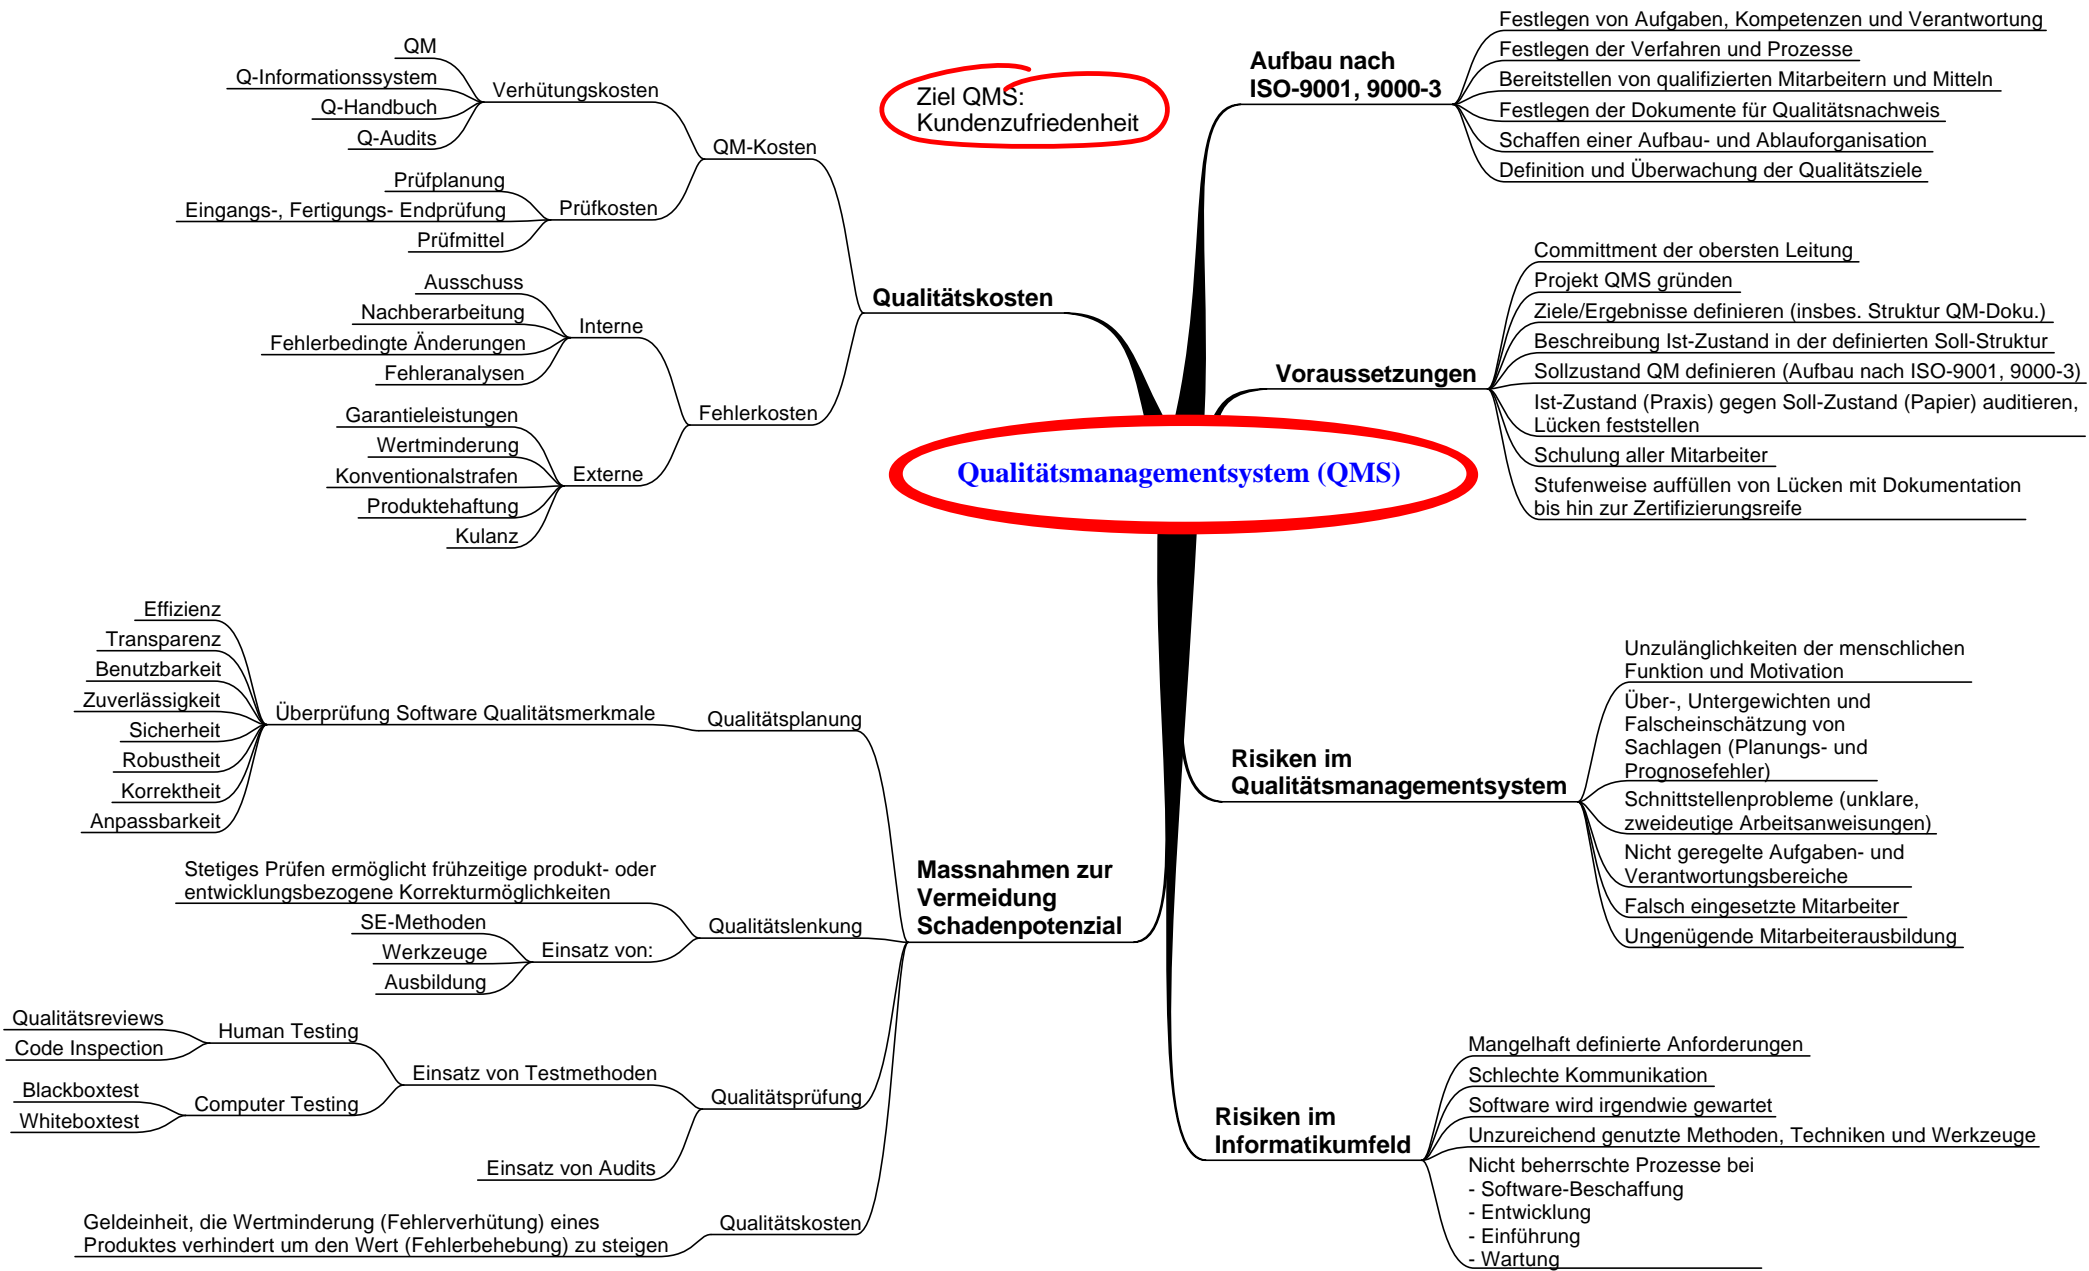 Ziel QMS:
Kundenzufriedenheit
Qualitätsmanagementsystem (QMS)
Aufbau nach
ISO-9001, 9000-3
Festlegen von Aufgaben, Kompetenzen und Verantwortung
Festlegen der Verfahren und Prozesse
Bereitstellen von qualifizierten Mitarbeitern und Mitteln
Festlegen der Dokumente für Qualitätsnachweis
Schaffen einer Aufbau- und Ablauforganisation
Definition und Überwachung der Qualitätsziele
Voraussetzungen
Committment der obersten Leitung
Projekt QMS gründen
Ziele/Ergebnisse definieren (insbes. Struktur QM-Doku.)
Beschreibung Ist-Zustand in der definierten Soll-Struktur
Sollzustand QM definieren (Aufbau nach ISO-9001, 9000-3)
Ist-Zustand (Praxis) gegen Soll-Zustand (Papier) auditieren,
Lücken feststellen
Schulung aller Mitarbeiter
Stufenweise auffüllen von Lücken mit Dokumentation
bis hin zur Zertifizierungsreife
Risiken im
Qualitätsmanagementsystem
Unzulänglichkeiten der menschlichen
Funktion und Motivation
Über-, Untergewichten und
Falscheinschätzung von
Sachlagen (Planungs- und
Prognosefehler)
Schnittstellenprobleme (unklare,
zweideutige Arbeitsanweisungen)
Nicht geregelte Aufgaben- und
Verantwortungsbereiche
Falsch eingesetzte Mitarbeiter
Ungenügende Mitarbeiterausbildung
Risiken im
Informatikumfeld
Mangelhaft definierte Anforderungen
Schlechte Kommunikation
Software wird irgendwie gewartet
Unzureichend genutzte Methoden, Techniken und Werkzeuge
Nicht beherrschte Prozesse bei
- Software-Beschaffung
- Entwicklung
- Einführung
- Wartung
Qualitätskosten
QM-Kosten
Verhütungskosten
QM
Q-Informationssystem
Q-Handbuch
Q-Audits
Prüfkosten
Prüfplanung
Eingangs-, Fertigungs- Endprüfung
Prüfmittel
Fehlerkosten
Interne
Ausschuss
Nachberarbeitung
Fehlerbedingte Änderungen
Fehleranalysen
Externe
Garantieleistungen
Wertminderung
Konventionalstrafen
Produktehaftung
Kulanz
Massnahmen zur
Vermeidung
Schadenpotenzial
Qualitätsplanung
Überprüfung Software Qualitätsmerkmale
Effizienz
Transparenz
Benutzbarkeit
Zuverlässigkeit
Sicherheit
Robustheit
Korrektheit
Anpassbarkeit
Qualitätslenkung
Stetiges Prüfen ermöglicht frühzeitige produkt- oder
entwicklungsbezogene Korrekturmöglichkeiten
Einsatz von:
SE-Methoden
Werkzeuge
Ausbildung
Qualitätsprüfung
Einsatz von Testmethoden
Human Testing
Qualitätsreviews
Code Inspection
Computer Testing
Blackboxtest
Whiteboxtest
Einsatz von Audits
Qualitätskosten
Geldeinheit, die Wertminderung (Fehlerverhütung) eines
Produktes verhindert um den Wert (Fehlerbehebung) zu steigen